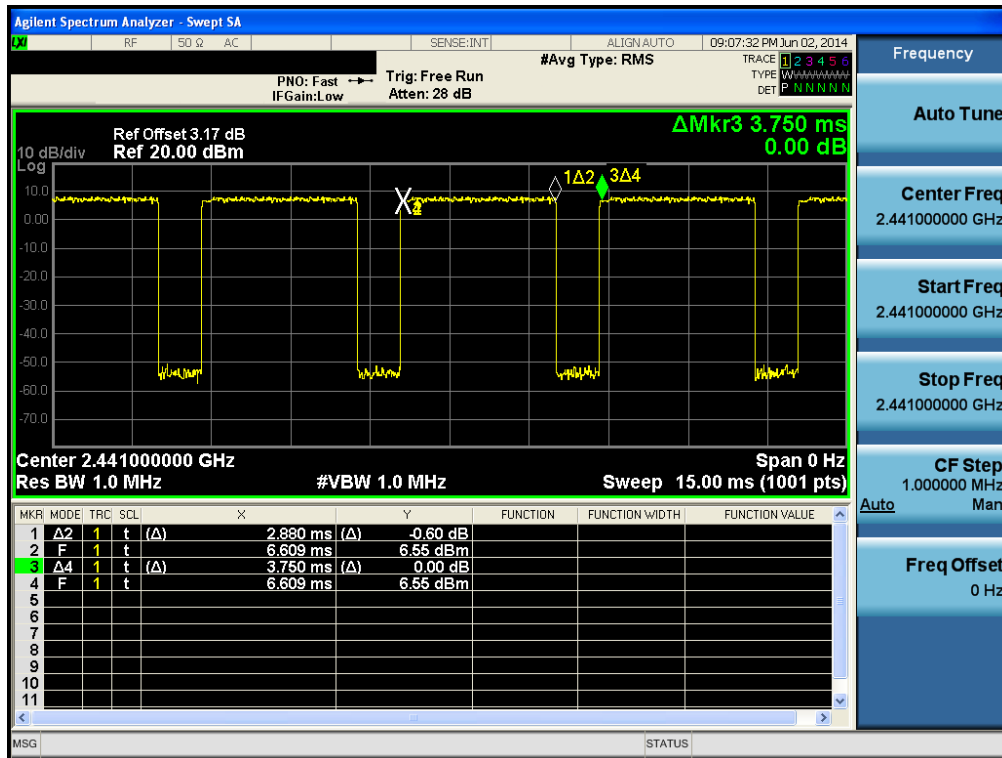 Agilent Spectrum Analyzer - Swept SA
LXI RF 50 Ω AC SENSE:INT ALIGN AUTO 09:07:32 PM Jun 02, 2014
#Avg Type: RMS TRACE 1 2 3 4 5 6
PNO: Fast Trig: Free Run TYPE W
IFGain:Low Atten: 28 dB DET P N N N N N
ΔMkr3 3.750 ms
0.00 dB
Ref Offset 3.17 dB
10 dB/div Ref 20.00 dBm
Log
10.0
0.00
-10.0
-20.0
-30.0
-40.0
-50.0
-60.0
-70.0
1Δ2 3Δ4
Center 2.441000000 GHz Span 0 Hz
Res BW 1.0 MHz #VBW 1.0 MHz Sweep 15.00 ms (1001 pts)
MKR MODE TRC SCL X Y FUNCTION FUNCTION WIDTH FUNCTION VALUE
1 Δ2 1 t (Δ) 2.880 ms (Δ) -0.60 dB
2 F 1 t 6.609 ms 6.55 dBm
3 Δ4 1 t (Δ) 3.750 ms (Δ) 0.00 dB
4 F 1 t 6.609 ms 6.55 dBm
5
6
7
8
9
10
11
MSG STATUS
Frequency
Auto Tune
Center Freq
2.441000000 GHz
Start Freq
2.441000000 GHz
Stop Freq
2.441000000 GHz
CF Step
1.000000 MHz
Auto Man
Freq Offset
0 Hz